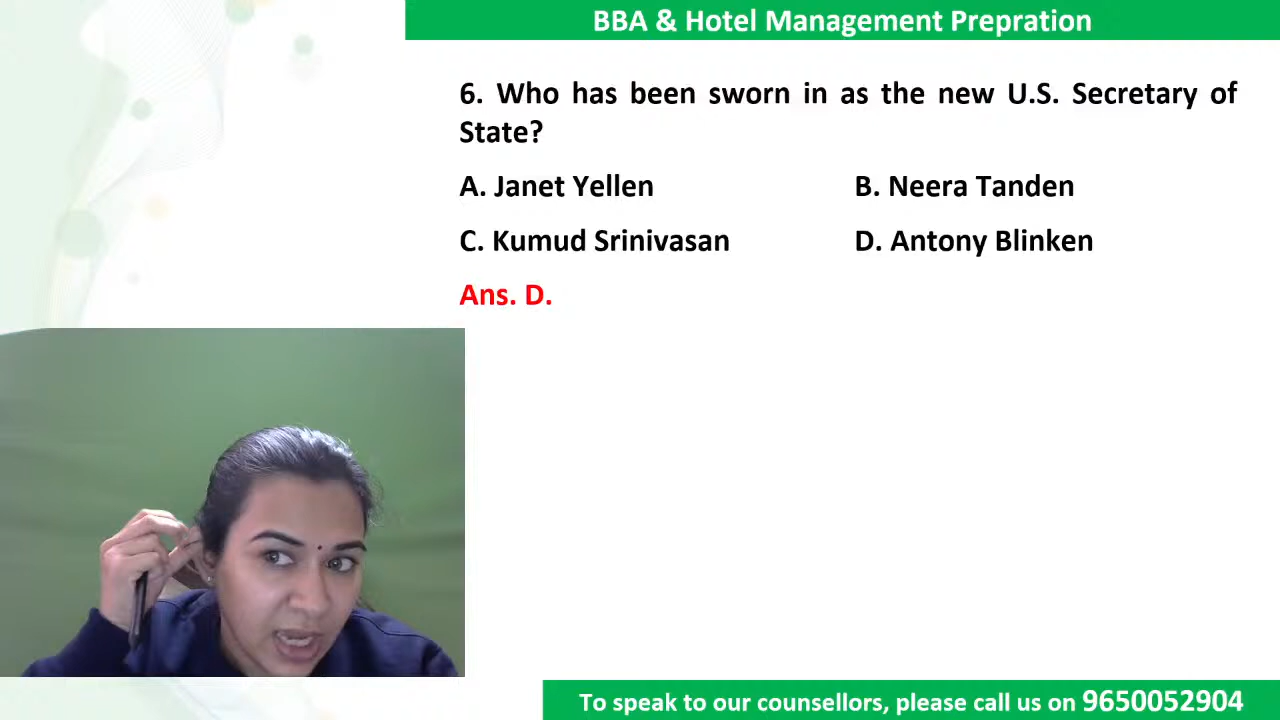 BBA & Hotel Management Prepration
6. Who has been sworn in as the new U.S. Secretary of
State?
A. Janet Yellen B. Neera Tanden
C. Kumud Srinivasan D. Antony Blinken
Ans. D.
To speak to our counsellors, please call us on 9650052904